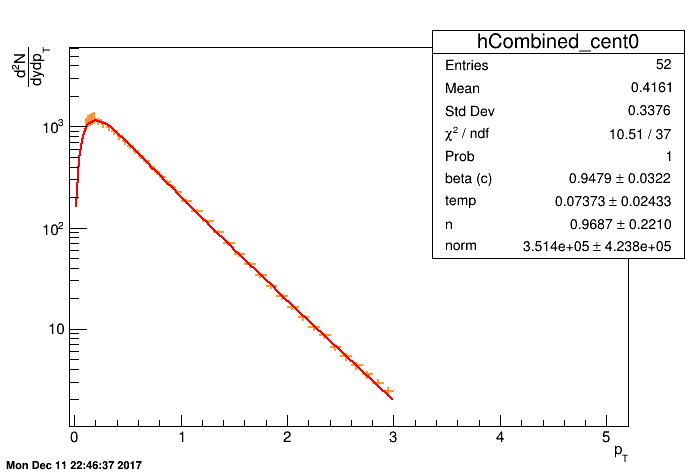 hCombined_cent0
Entries 52
Mean 0.4161
Std Dev 0.3376
χ² / ndf 10.51 / 37
Prob 1
beta (c) 0.9479 ± 0.0322
temp 0.07373 ± 0.02433
n 0.9687 ± 0.2210
norm 3.514e+05 ± 4.238e+05
d²N
dydp_T
10³
10²
10
0 1 2 3 4 5
p_T
Mon Dec 11 22:46:37 2017